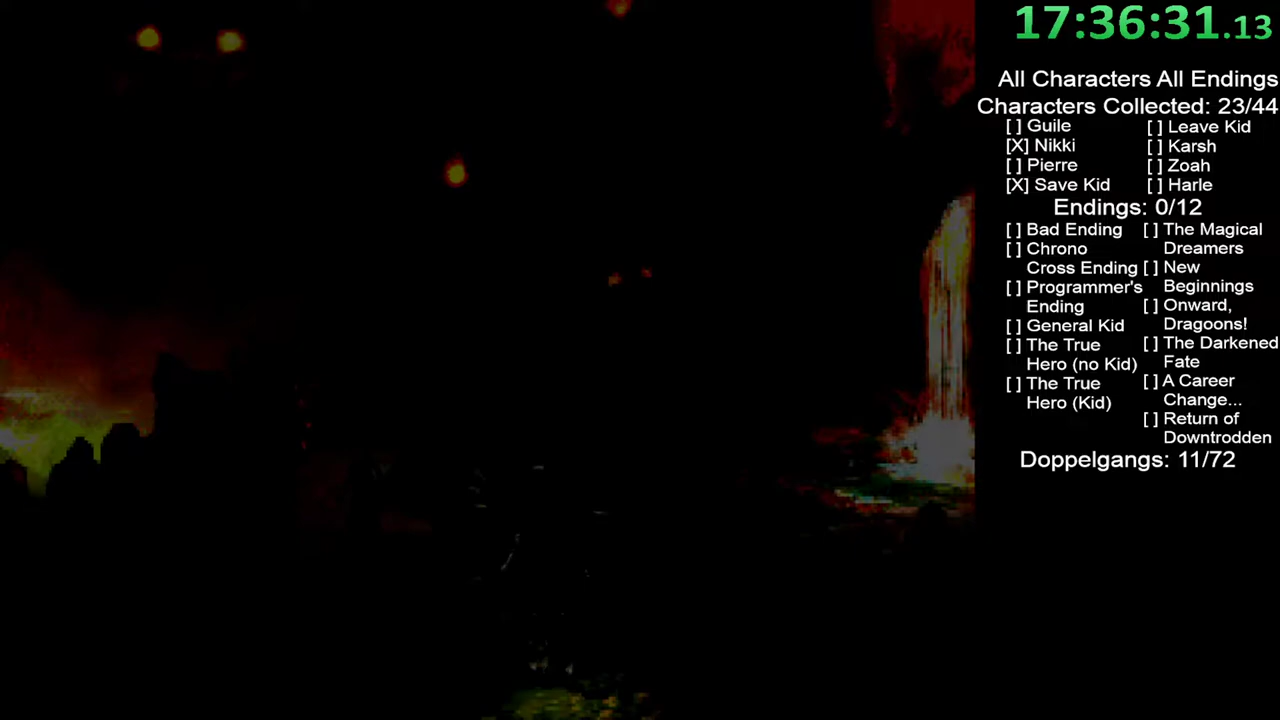 17:36:31.13
All Characters All Endings
Characters Collected: 23/44
[ ] Guile
[X] Nikki
[ ] Pierre
[X] Save Kid
[ ] Leave Kid
[ ] Karsh
[ ] Zoah
[ ] Harle
Endings: 0/12
[ ] Bad Ending
[ ] Chrono
Cross Ending
[ ] Programmer's
Ending
[ ] General Kid
[ ] The True
Hero (no Kid)
[ ] The True
Hero (Kid)
[ ] The Magical
Dreamers
[ ] New
Beginnings
[ ] Onward,
Dragoons!
[ ] The Darkened
Fate
[ ] A Career
Change...
[ ] Return of
Downtrodden
Doppelgangs: 11/72